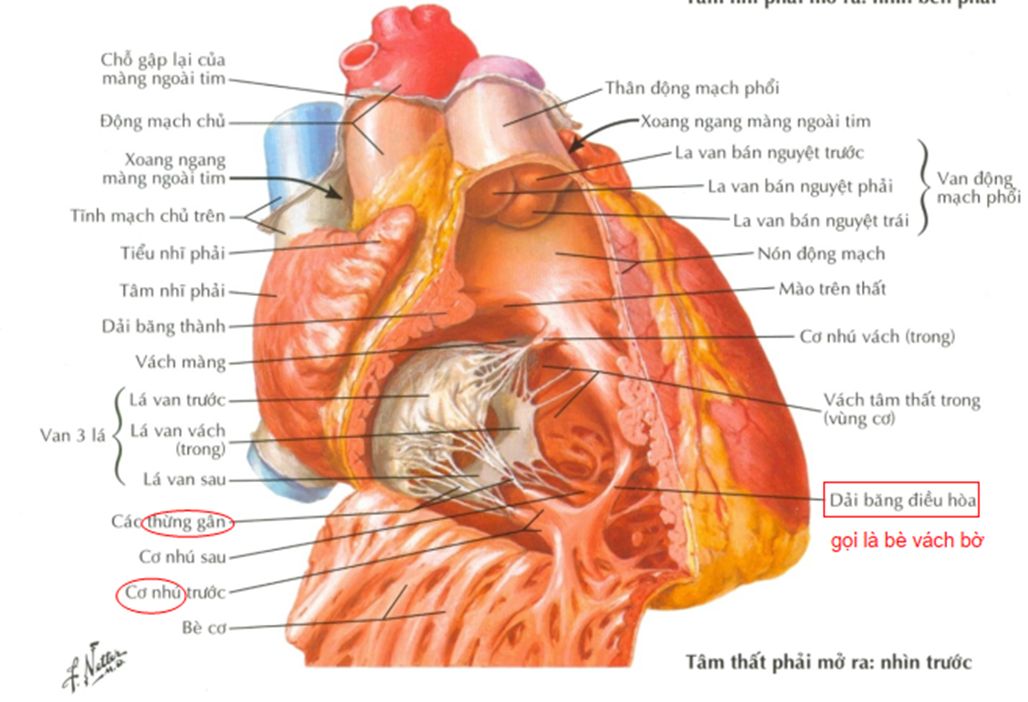 Tâm nhĩ phải mở ra: nhìn bên phải
Chỗ gập lại của
màng ngoài tim
Động mạch chủ
Xoang ngang
màng ngoài tim
Tĩnh mạch chủ trên
Tiểu nhĩ phải
Tâm nhĩ phải
Dải băng thành
Vách màng
Van 3 lá
Lá van trước
Lá van vách
(trong)
Lá van sau
Các thừng gân
Cơ nhú sau
Cơ nhú trước
Bè cơ
Thân động mạch phổi
Xoang ngang màng ngoài tim
La van bán nguyệt trước
La van bán nguyệt phải
La van bán nguyệt trái
Van động
mạch phổi
Nón động mạch
Mào trên thất
Cơ nhú vách (trong)
Vách tâm thất trong
(vùng cơ)
Dải băng điều hòa
gọi là bè vách bờ
F. Netter
M.D.
Tâm thất phải mở ra: nhìn trước